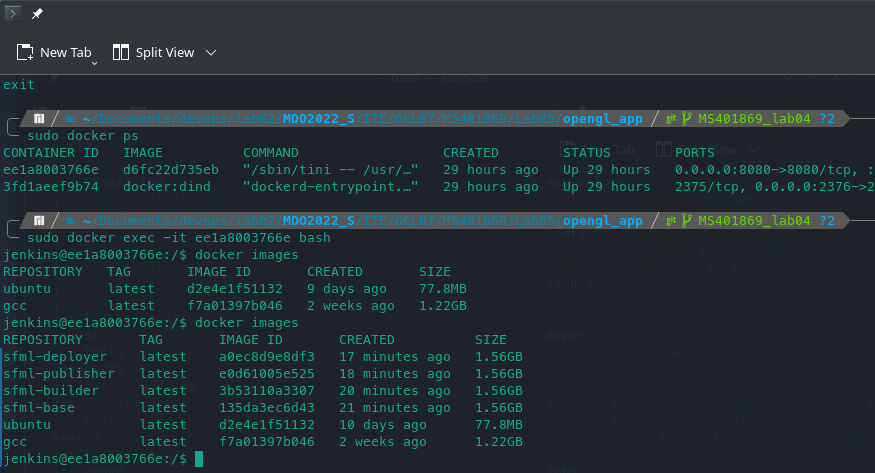 New Tab Split View
exit
~/Documents/devops/lab02/MDO2022_S/ITE/GCL07/MS401869/Lab05/opengl_app MS401869_lab04 ?2
sudo docker ps
CONTAINER ID IMAGE COMMAND CREATED STATUS PORTS
ee1a8003766e d6fc22d735eb "/sbin/tini -- /usr/…" 29 hours ago Up 29 hours 0.0.0.0:8080->8080/tcp, :
3fd1aeef9b74 docker:dind "dockerd-entrypoint.…" 29 hours ago Up 29 hours 2375/tcp, 0.0.0.0:2376->2
~/Documents/devops/lab02/MDO2022_S/ITE/GCL07/MS401869/Lab05/opengl_app MS401869_lab04 ?2
sudo docker exec -it ee1a8003766e bash
jenkins@ee1a8003766e:/$ docker images
REPOSITORY TAG IMAGE ID CREATED SIZE
ubuntu latest d2e4e1f51132 9 days ago 77.8MB
gcc latest f7a01397b046 2 weeks ago 1.22GB
jenkins@ee1a8003766e:/$ docker images
REPOSITORY TAG IMAGE ID CREATED SIZE
sfml-deployer latest a0ec8d9e8df3 17 minutes ago 1.56GB
sfml-publisher latest e0d61005e525 18 minutes ago 1.56GB
sfml-builder latest 3b53110a3307 20 minutes ago 1.56GB
sfml-base latest 135da3ec6d43 21 minutes ago 1.56GB
ubuntu latest d2e4e1f51132 10 days ago 77.8MB
gcc latest f7a01397b046 2 weeks ago 1.22GB
jenkins@ee1a8003766e:/$